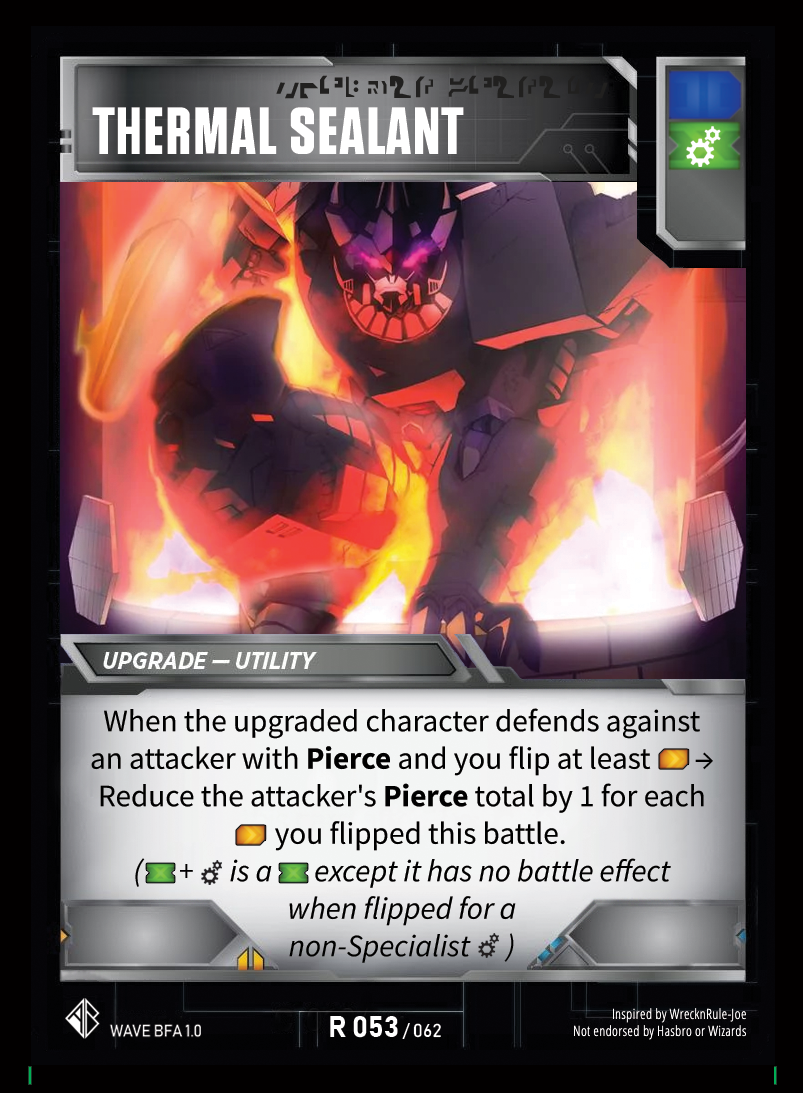 THERMAL SEALANT
UPGRADE — UTILITY
When the upgraded character defends against
an attacker with Pierce and you flip at least →
Reduce the attacker's Pierce total by 1 for each
you flipped this battle.
( + is a except it has no battle effect
when flipped for a
non-Specialist )
WAVE BFA 1.0
R 053 / 062
Inspired by WrecknRule-Joe
Not endorsed by Hasbro or Wizards